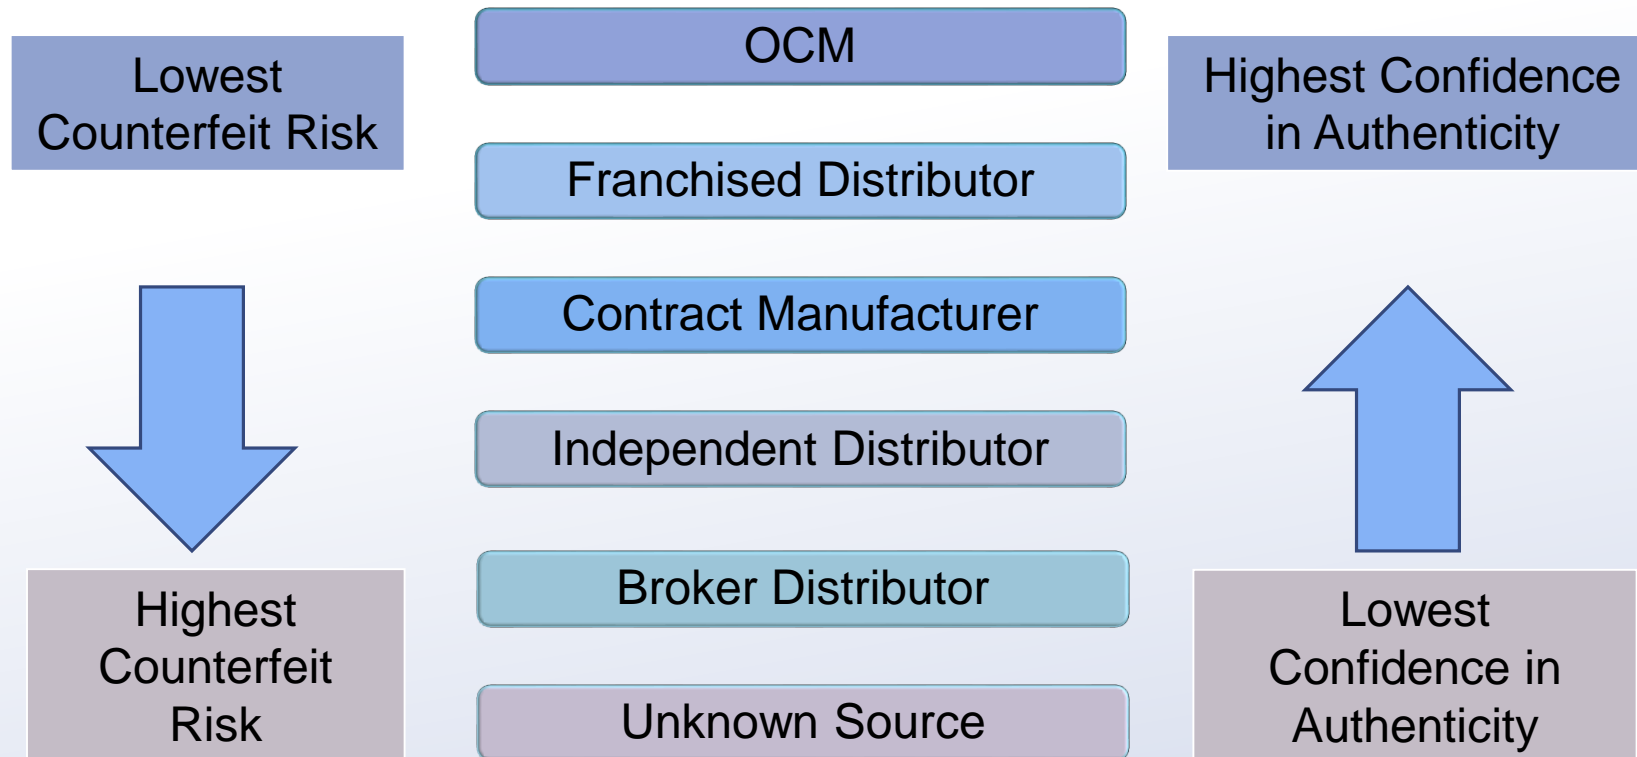 Lowest
Counterfeit Risk
OCM
Highest Confidence
in Authenticity
Franchised Distributor
Contract Manufacturer
Independent Distributor
Broker Distributor
Unknown Source
Highest
Counterfeit
Risk
Lowest
Confidence in
Authenticity